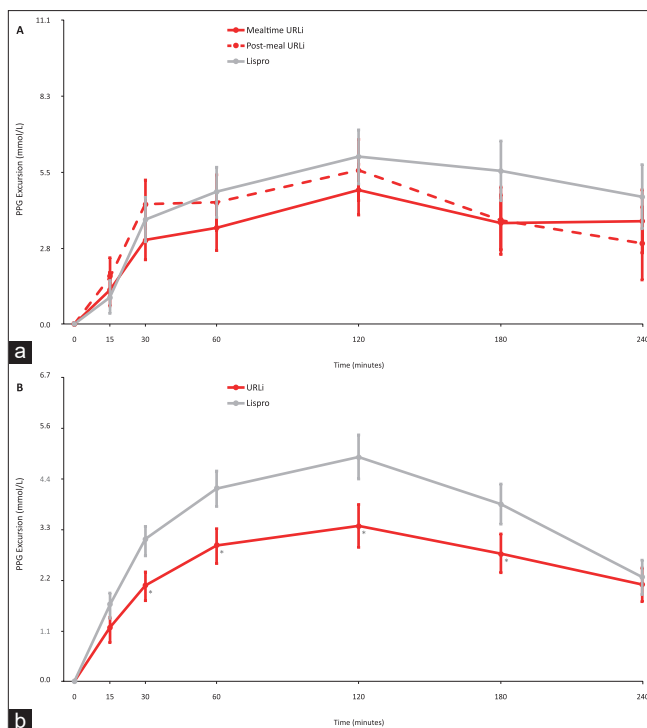 A
11.1
Mealtime URLi
Post-meal URLi
Lispro
8.3
5.5
2.8
0.0
PPG Excursion (mmol/L)
0 15 30 60 120 180 240
Time (minutes)
a
B
6.7
URLi
Lispro
5.6
4.4
3.3
2.2
1.1
0.0
PPG Excursion (mmol/L)
*
*
*
*
0 15 30 60 120 180 240
Time (minutes)
b